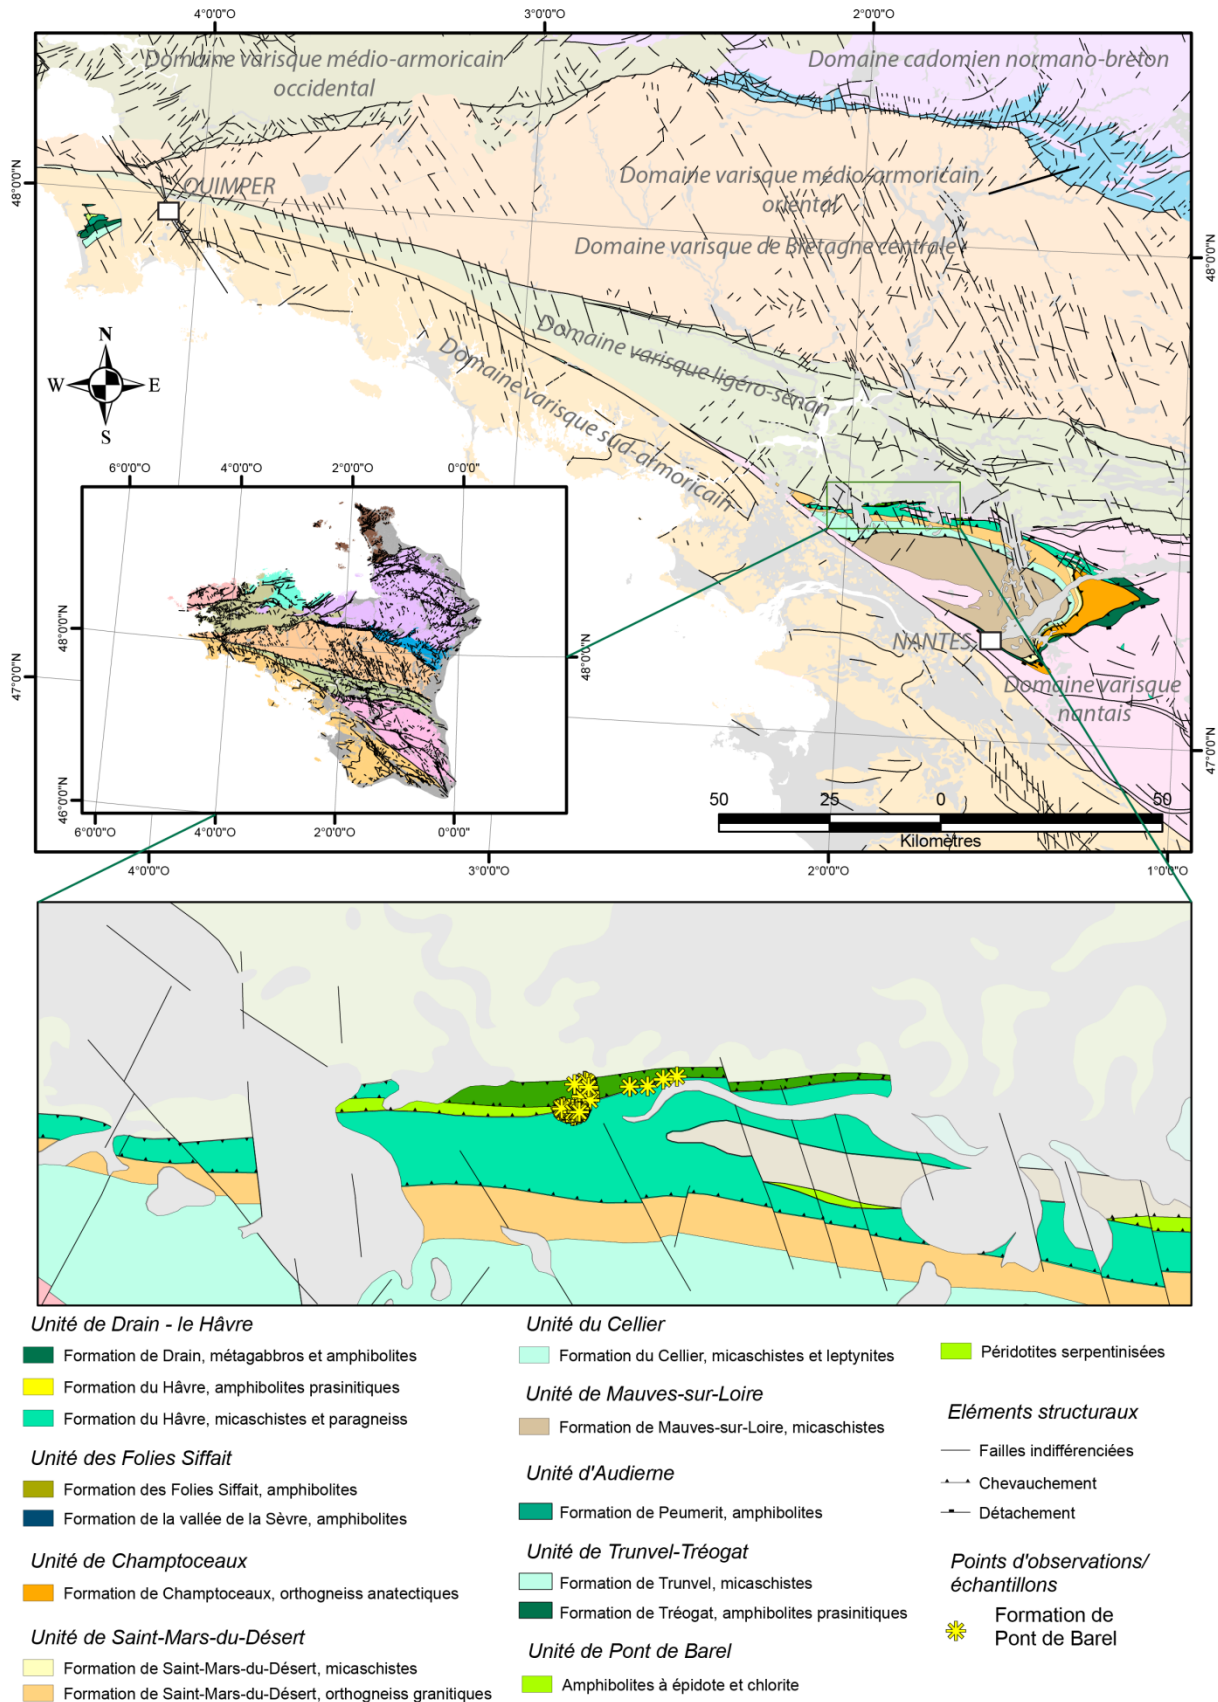 4°0'0"O
3°0'0"O
2°0'0"O
Domaine varisque médio-armoricain
occidental
Domaine cadomien normano-breton
48°0'0"N
QUIMPER
Domaine varisque médio-armoricain
oriental
Domaine varisque de Bretagne centrale
48°0'0"N
N
W
E
S
Domaine varisque ligéro-sénan
Domaine varisque sud-armoricain
6°0'0"O
4°0'0"O
2°0'0"O
0°0'0"O
48°0'0"N
48°0'0"N
47°0'0"N
46°0'0"N
6°0'0"O
4°0'0"O
2°0'0"O
0°0'0"O
NANTES
Domaine varisque
nantais
47°0'0"N
50
25
0
50
Kilomètres
4°0'0"O
3°0'0"O
2°0'0"O
1°0'0"O
Unité de Drain - le Hâvre
Formation de Drain, métagabbros et amphibolites
Formation du Hâvre, amphibolites prasinitiques
Formation du Hâvre, micaschistes et paragneiss
Unité des Folies Siffait
Formation des Folies Siffait, amphibolites
Formation de la vallée de la Sèvre, amphibolites
Unité de Champtoceaux
Formation de Champtoceaux, orthogneiss anatectiques
Unité de Saint-Mars-du-Désert
Formation de Saint-Mars-du-Désert, micaschistes
Formation de Saint-Mars-du-Désert, orthogneiss granitiques
Unité du Cellier
Formation du Cellier, micaschistes et leptynites
Unité de Mauves-sur-Loire
Formation de Mauves-sur-Loire, micaschistes
Unité d'Audierne
Formation de Peumerit, amphibolites
Unité de Trunvel-Tréogat
Formation de Trunvel, micaschistes
Formation de Tréogat, amphibolites prasinitiques
Unité de Pont de Barel
Amphibolites à épidote et chlorite
Péridotites serpentinisées
Eléments structuraux
Failles indifférenciées
Chevauchement
Détachement
Points d'observations/
échantillons
Formation de
Pont de Barel